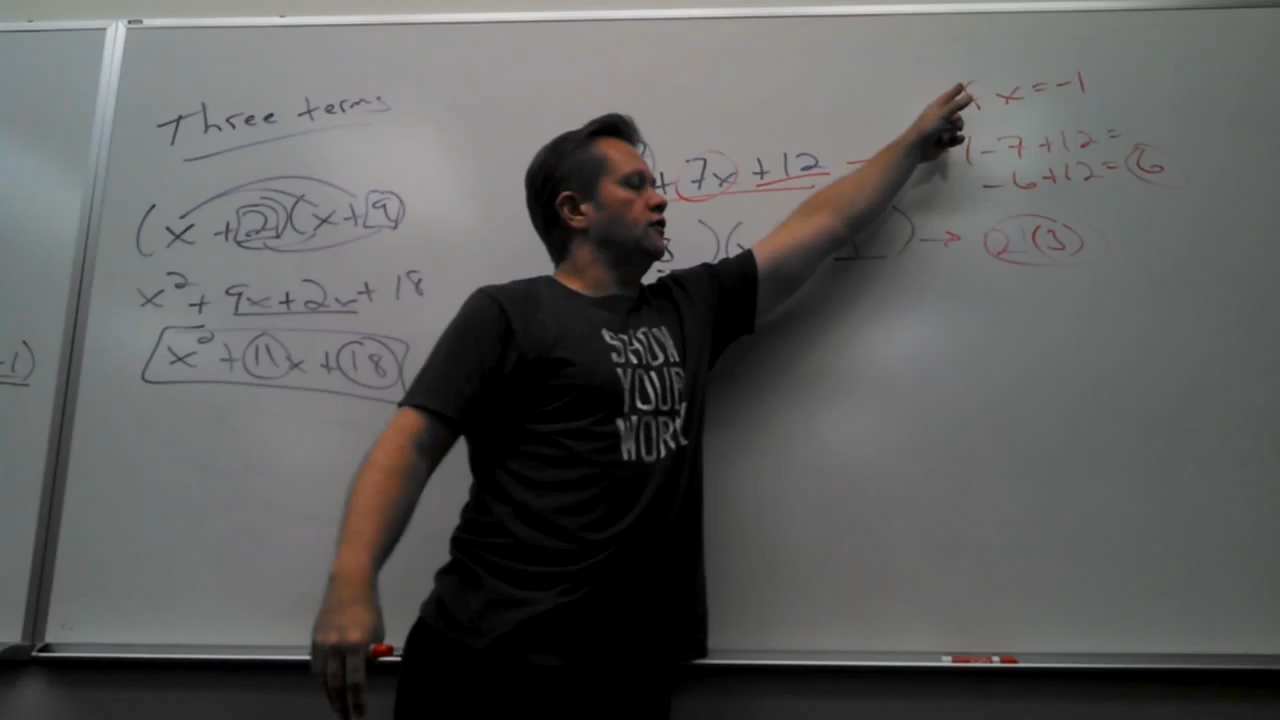 Three terms
(x + 2)(x + 9)
x² + 9x + 2x + 18
x² + 11x + 18
-1)
+ 7x + 12 →
)( ) → 2(3)
x = -1
1 - 7 + 12 =
-6 + 12 = 6
SHOW
YOUR
WORK